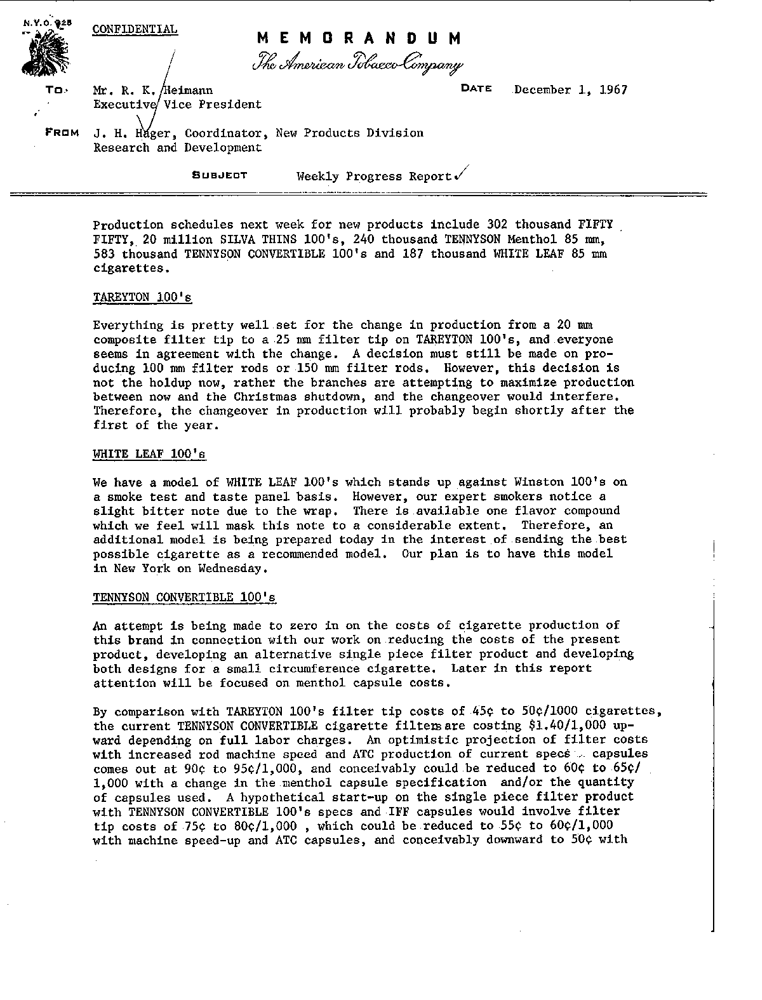 N.Y.O. 928
CONFIDENTIAL
MEMORANDUM
The American Tobacco Company
TO: Mr. R. K. Heimann DATE December 1, 1967
Executive Vice President
FROM J. H. Hager, Coordinator, New Products Division
Research and Development
SUBJECT Weekly Progress Report✓
Production schedules next week for new products include 302 thousand FIFTY
FIFTY, 20 million SILVA THINS 100's, 240 thousand TENNYSON Menthol 85 mm,
583 thousand TENNYSON CONVERTIBLE 100's and 187 thousand WHITE LEAF 85 mm
cigarettes.
TAREYTON 100's
Everything is pretty well set for the change in production from a 20 mm
composite filter tip to a 25 mm filter tip on TAREYTON 100's, and everyone
seems in agreement with the change. A decision must still be made on pro-
ducing 100 mm filter rods or 150 mm filter rods. However, this decision is
not the holdup now, rather the branches are attempting to maximize production
between now and the Christmas shutdown, and the changeover would interfere.
Therefore, the changeover in production will probably begin shortly after the
first of the year.
WHITE LEAF 100's
We have a model of WHITE LEAF 100's which stands up against Winston 100's on
a smoke test and taste panel basis. However, our expert smokers notice a
slight bitter note due to the wrap. There is available one flavor compound
which we feel will mask this note to a considerable extent. Therefore, an
additional model is being prepared today in the interest of sending the best
possible cigarette as a recommended model. Our plan is to have this model
in New York on Wednesday.
TENNYSON CONVERTIBLE 100's
An attempt is being made to zero in on the costs of cigarette production of
this brand in connection with our work on reducing the costs of the present
product, developing an alternative single piece filter product and developing
both designs for a small circumference cigarette. Later in this report
attention will be focused on menthol capsule costs.
By comparison with TAREYTON 100's filter tip costs of 45¢ to 50¢/1000 cigarettes,
the current TENNYSON CONVERTIBLE cigarette filters are costing $1.40/1,000 up-
ward depending on full labor charges. An optimistic projection of filter costs
with increased rod machine speed and ATC production of current specs capsules
comes out at 90¢ to 95¢/1,000, and conceivably could be reduced to 60¢ to 65¢/
1,000 with a change in the menthol capsule specification and/or the quantity
of capsules used. A hypothetical start-up on the single piece filter product
with TENNYSON CONVERTIBLE 100's specs and IFF capsules would involve filter
tip costs of 75¢ to 80¢/1,000 , which could be reduced to 55¢ to 60¢/1,000
with machine speed-up and ATC capsules, and conceivably downward to 50¢ with